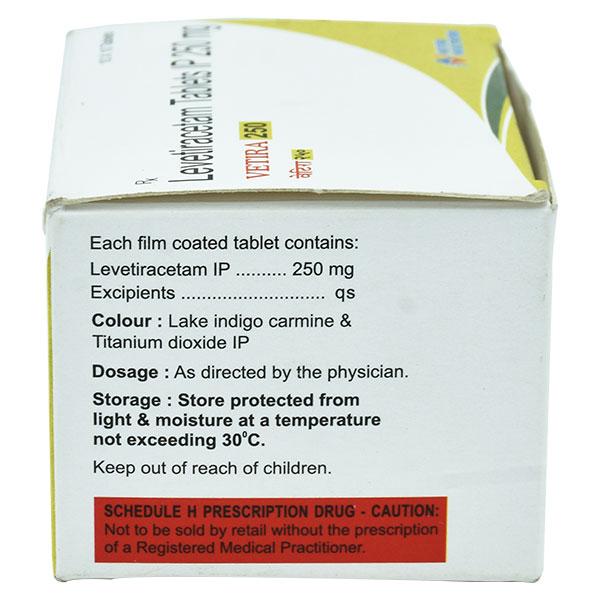 Rx
Levetiracetam Tablets IP 250 mg
VETIRA 250
वेटिरा २५०
Each film coated tablet contains:
Levetiracetam IP .......... 250 mg
Excipients ........................... qs
Colour : Lake indigo carmine &
Titanium dioxide IP
Dosage : As directed by the physician.
Storage : Store protected from
light & moisture at a temperature
not exceeding 30⁰C.
Keep out of reach of children.
SCHEDULE H PRESCRIPTION DRUG - CAUTION:
Not to be sold by retail without the prescription
of a Registered Medical Practitioner.